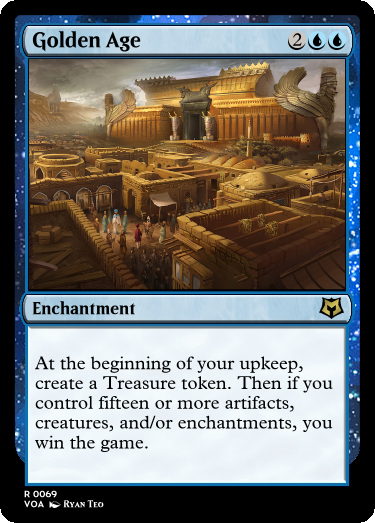 Golden Age 2
Enchantment
At the beginning of your upkeep,
create a Treasure token. Then if you
control fifteen or more artifacts,
creatures, and/or enchantments, you
win the game.
R 0069
VOA Ryan Teo